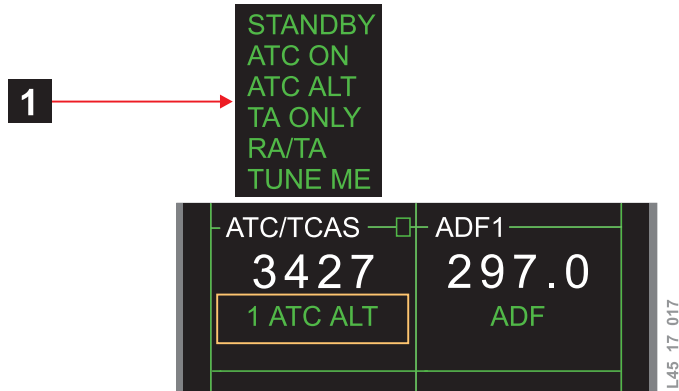 STANDBY
ATC ON
ATC ALT
TA ONLY
RA/TA
TUNE ME
1
ATC/TCAS
ADF1
3427
297.0
1 ATC ALT
ADF
L45 17 017